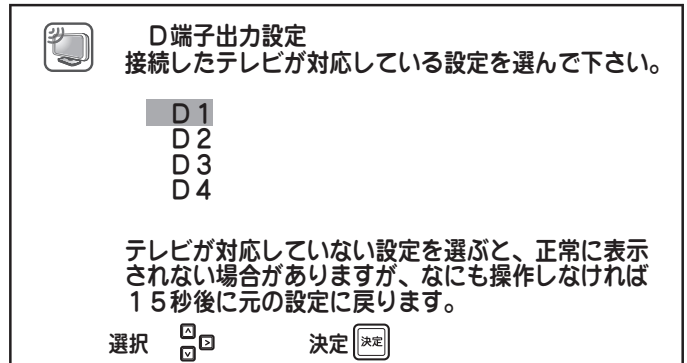 D端子出力設定
接続したテレビが対応している設定を選んで下さい。
D1
D2
D3
D4
テレビが対応していない設定を選ぶと、正常に表示
されない場合がありますが、なにも操作しなければ
15秒後に元の設定に戻ります。
選択 決定 決定